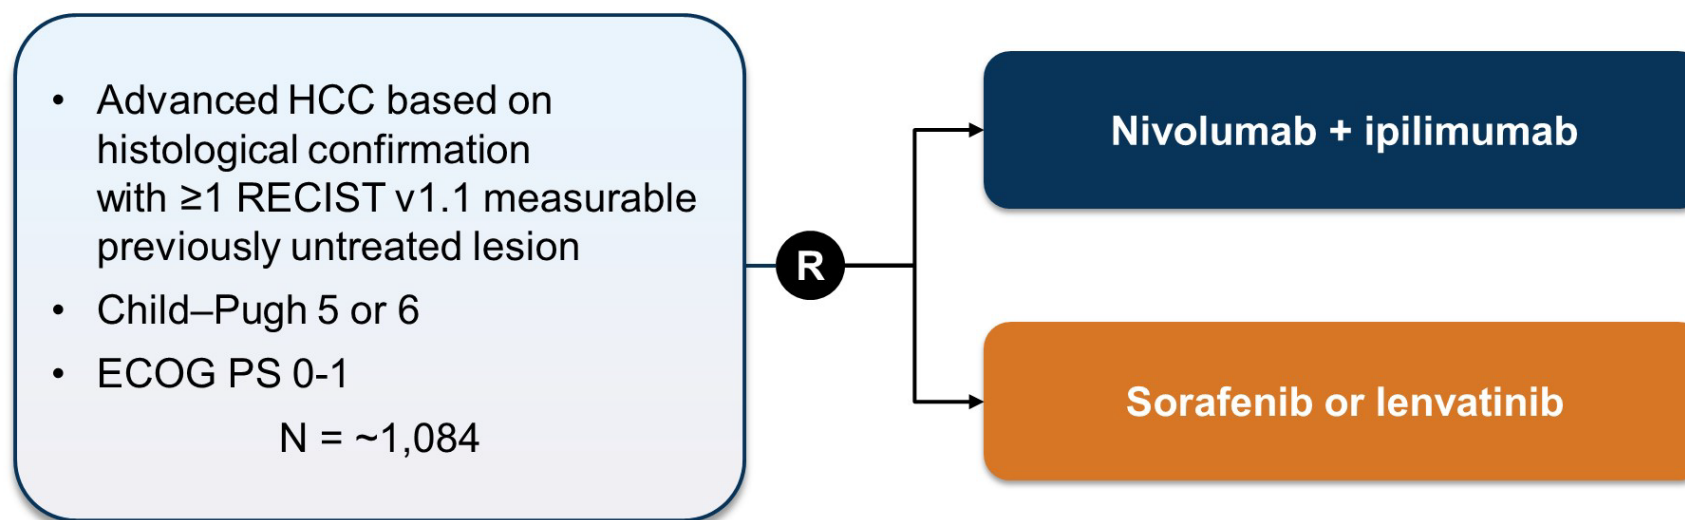 • Advanced HCC based on
histological confirmation
with ≥1 RECIST v1.1 measurable
previously untreated lesion
• Child–Pugh 5 or 6
• ECOG PS 0-1
N = ~1,084
R
Nivolumab + ipilimumab
Sorafenib or lenvatinib